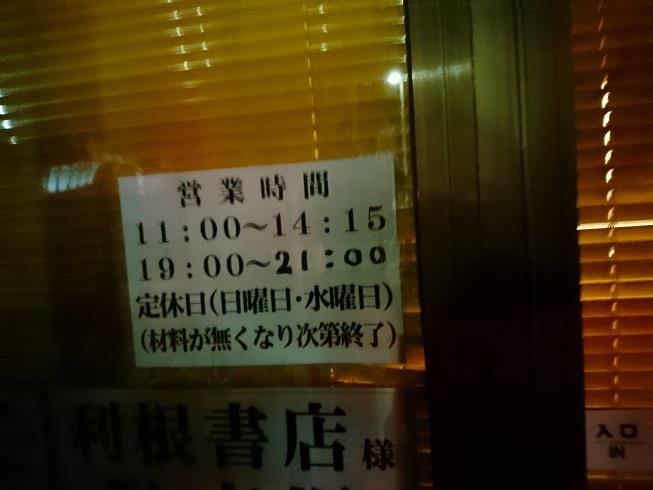 営業時間
11:00～14:15
19:00～21:00
定休日(日曜日・水曜日)
(材料が無くなり次第終了)
利根書店様
入口
IN